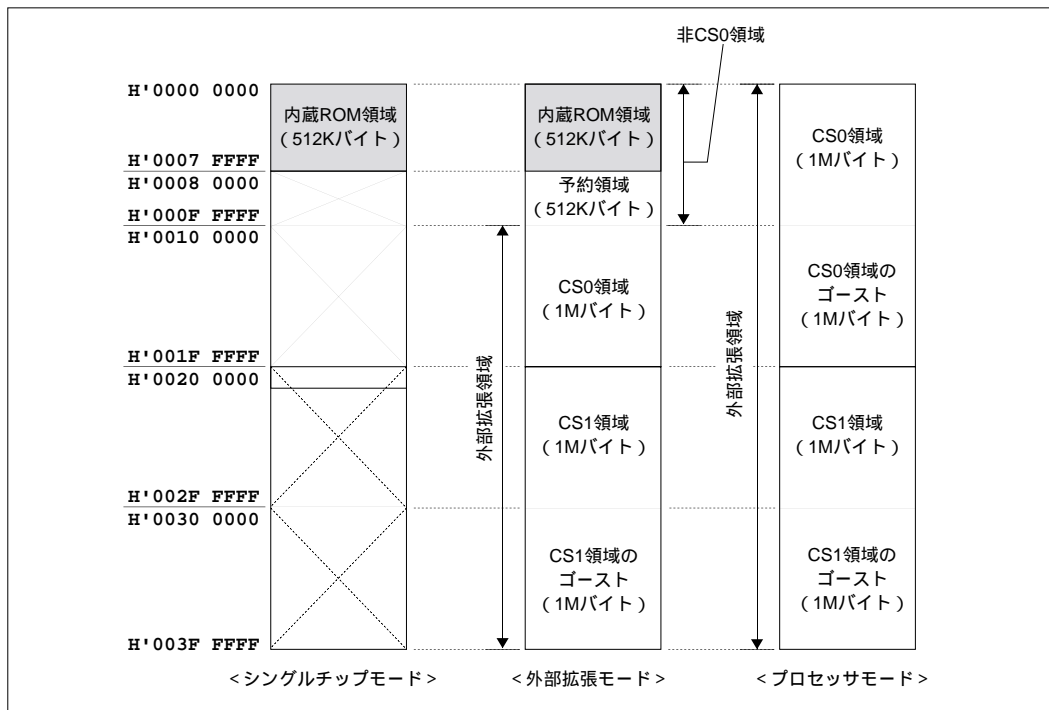 非CS0領域
H'0000 0000
H'0007 FFFF
H'0008 0000
H'000F FFFF
H'0010 0000
H'001F FFFF
H'0020 0000
H'002F FFFF
H'0030 0000
H'003F FFFF
内蔵ROM領域
（512Kバイト）
<シングルチップモード>
外部拡張領域
内蔵ROM領域
（512Kバイト）
予約領域
（512Kバイト）
CS0領域
（1Mバイト）
CS1領域
（1Mバイト）
CS1領域の
ゴースト
（1Mバイト）
<外部拡張モード>
外部拡張領域
CS0領域
（1Mバイト）
CS0領域の
ゴースト
（1Mバイト）
CS1領域
（1Mバイト）
CS1領域の
ゴースト
（1Mバイト）
<プロセッサモード>